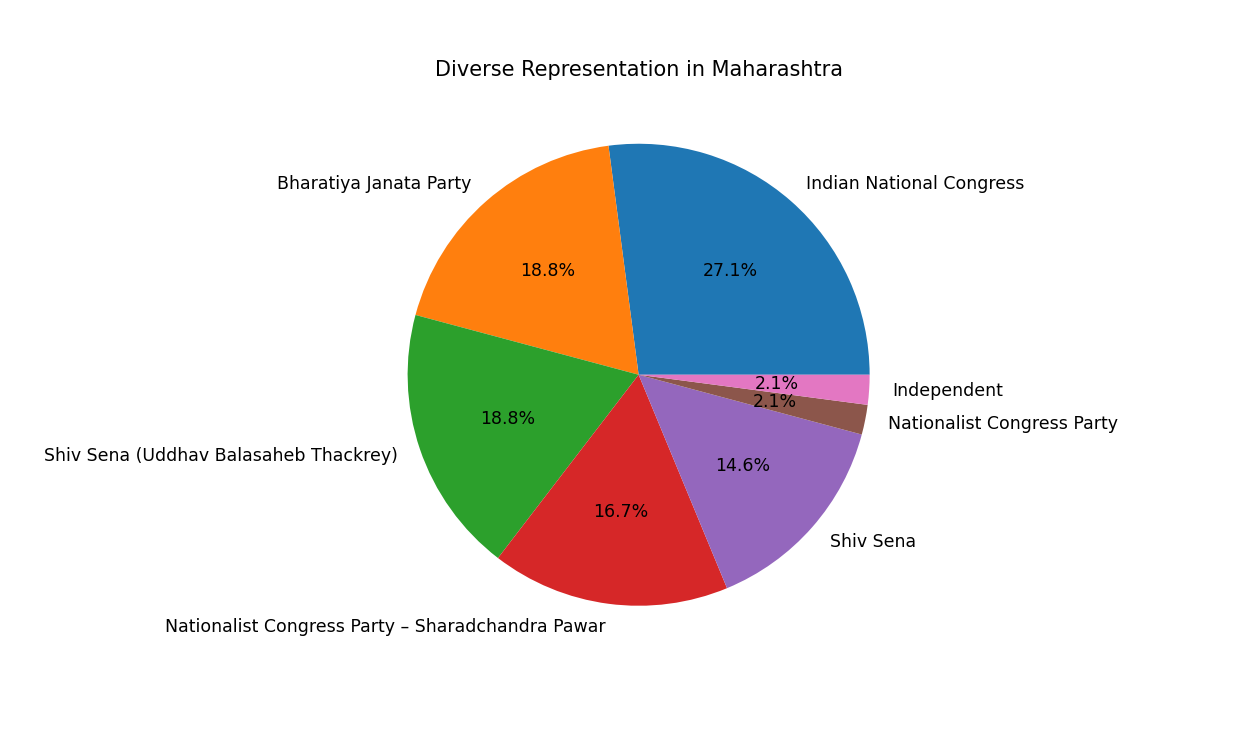 Diverse Representation in Maharashtra
Indian National Congress
27.1%
Bharatiya Janata Party
18.8%
Shiv Sena (Uddhav Balasaheb Thackrey)
18.8%
Nationalist Congress Party – Sharadchandra Pawar
16.7%
Shiv Sena
14.6%
Nationalist Congress Party
2.1%
Independent
2.1%